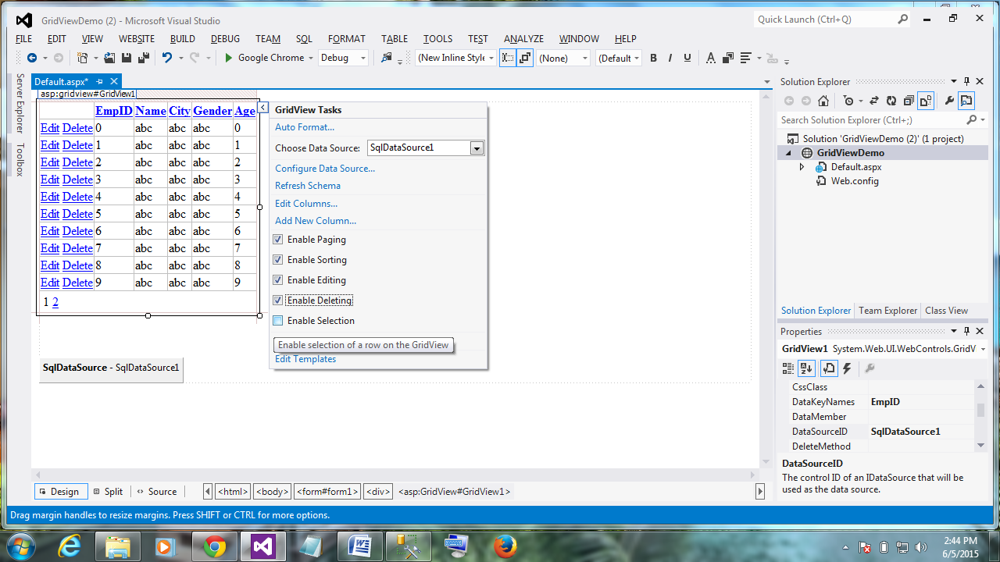 GridViewDemo (2) - Microsoft Visual Studio
Quick Launch (Ctrl+Q)
FILE EDIT VIEW WEBSITE BUILD DEBUG TEAM SQL FORMAT TABLE TOOLS TEST ANALYZE WINDOW HELP
Google Chrome Debug (New Inline Style (None) (Default B I U A
Server Explorer
Toolbox
Default.aspx*
asp:gridview#GridView1
EmpID Name City Gender Age
Edit Delete 0 abc abc abc 0
Edit Delete 1 abc abc abc 1
Edit Delete 2 abc abc abc 2
Edit Delete 3 abc abc abc 3
Edit Delete 4 abc abc abc 4
Edit Delete 5 abc abc abc 5
Edit Delete 6 abc abc abc 6
Edit Delete 7 abc abc abc 7
Edit Delete 8 abc abc abc 8
Edit Delete 9 abc abc abc 9
1 2
SqlDataSource - SqlDataSource1
GridView Tasks
Auto Format...
Choose Data Source: SqlDataSource1
Configure Data Source...
Refresh Schema
Edit Columns...
Add New Column...
Enable Paging
Enable Sorting
Enable Editing
Enable Deleting
Enable Selection
Enable selection of a row on the GridView
Edit Templates
Solution Explorer
Search Solution Explorer (Ctrl+;)
Solution 'GridViewDemo (2)' (1 project)
GridViewDemo
Default.aspx
Web.config
Solution Explorer Team Explorer Class View
Properties
GridView1 System.Web.UI.WebControls.GridV
CssClass
DataKeyNames EmpID
DataMember
DataSourceID SqlDataSource1
DeleteMethod
DataSourceID
The control ID of an IDataSource that will be
used as the data source.
Design Split Source <html> <body> <form#form1> <div> <asp:GridView#GridView1>
Drag margin handles to resize margins. Press SHIFT or CTRL for more options.
2:44 PM
6/5/2015